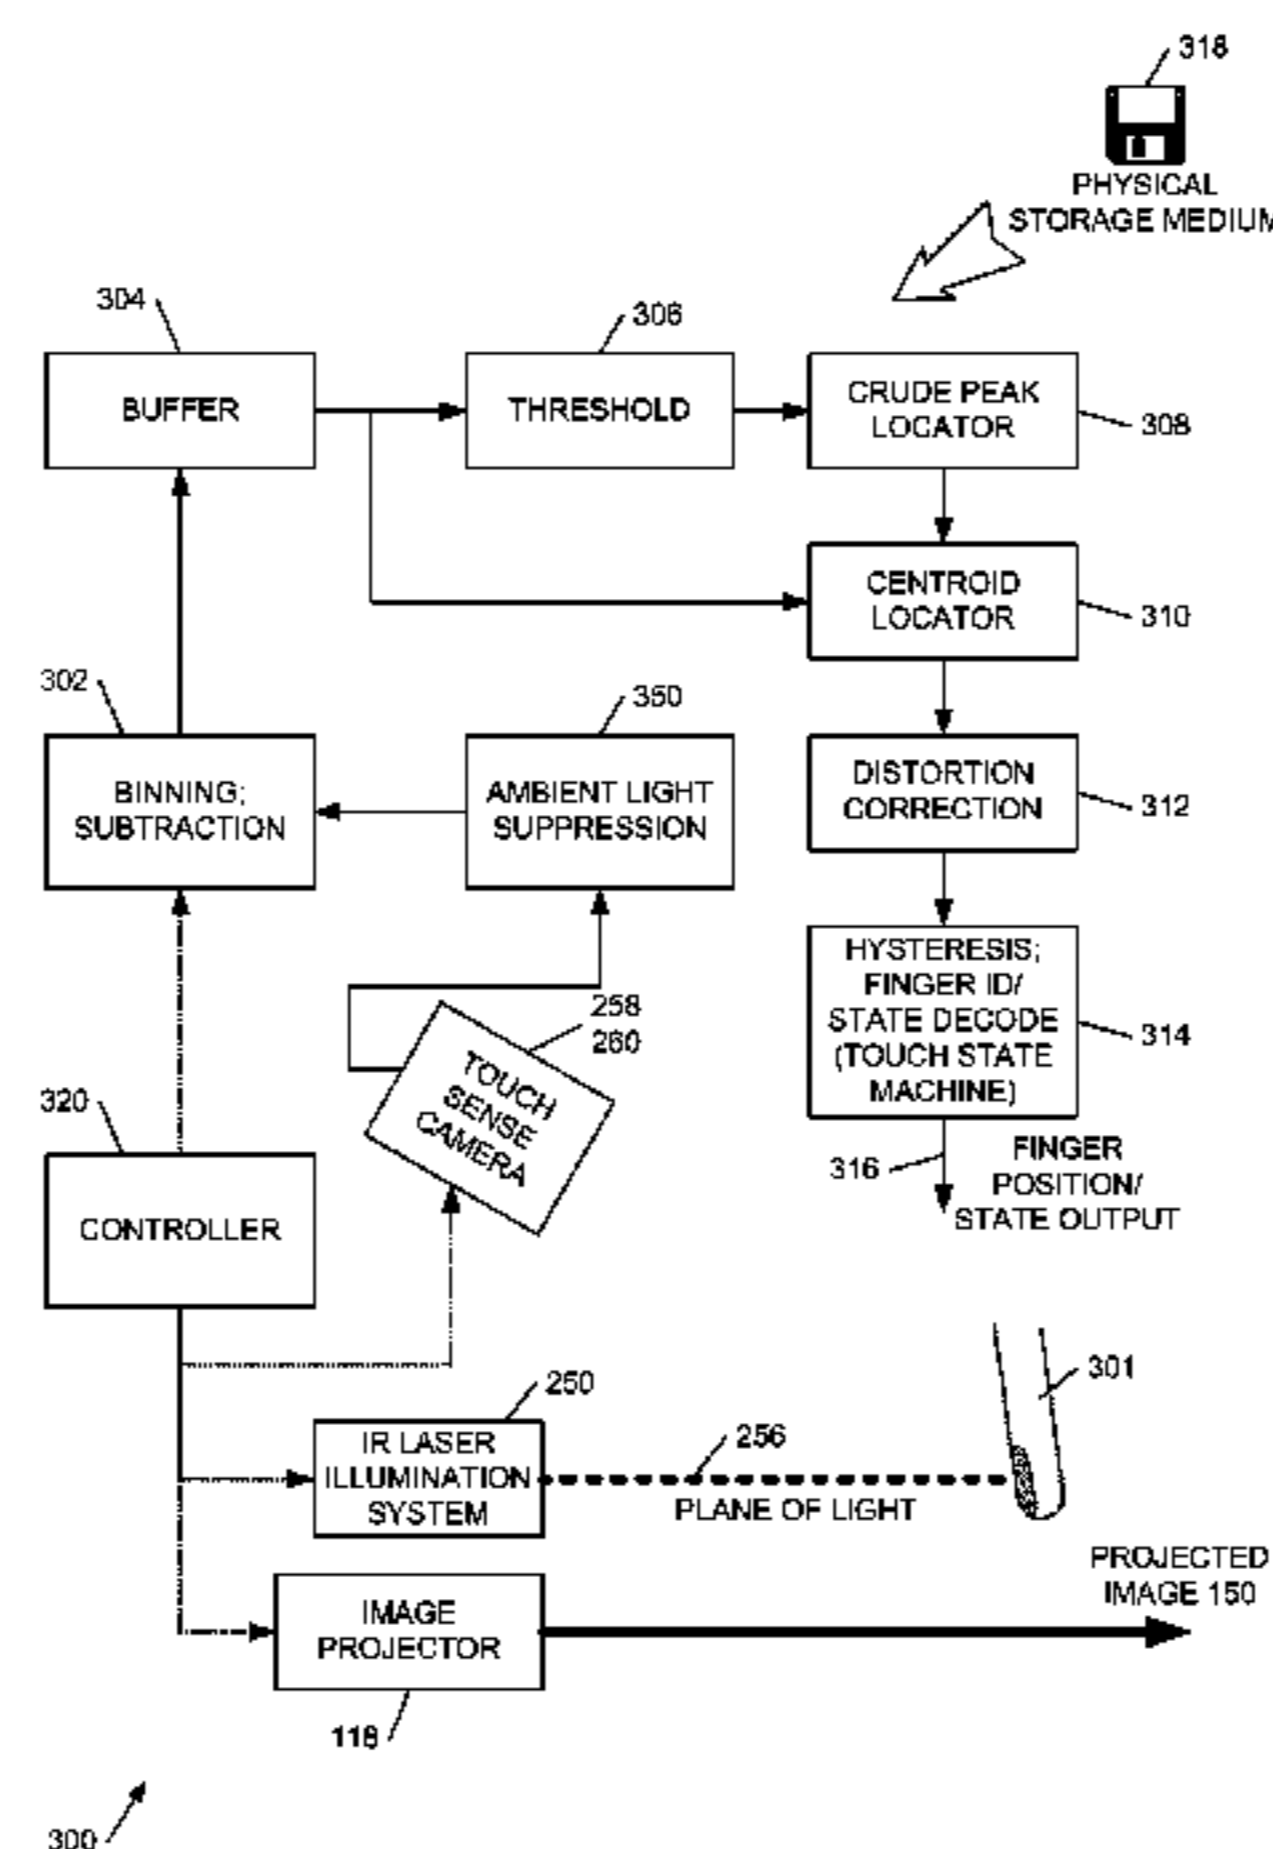 318
PHYSICAL
STORAGE MEDIUM
304
306
BUFFER
THRESHOLD
CRUDE PEAK
LOCATOR
308
CENTROID
LOCATOR
310
302
350
BINNING;
SUBTRACTION
AMBIENT LIGHT
SUPPRESSION
DISTORTION
CORRECTION
312
HYSTERESIS;
FINGER ID/
STATE DECODE
(TOUCH STATE
MACHINE)
314
258
260
TOUCH
SENSE
CAMERA
320
CONTROLLER
316
FINGER
POSITION/
STATE OUTPUT
250
301
IR LASER
ILLUMINATION
SYSTEM
256
PLANE OF LIGHT
PROJECTED
IMAGE 150
IMAGE
PROJECTOR
118
300